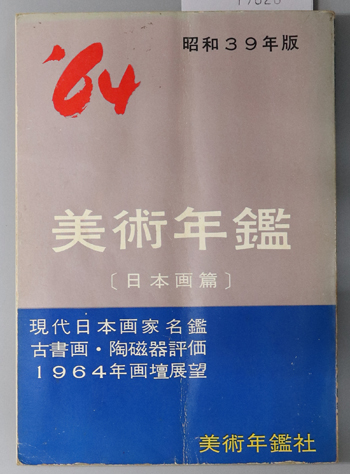 '64
昭和39年版
美術年鑑
〔日本画篇〕
現代日本画家名鑑
古書画・陶磁器評価
1964年画壇展望
美術年鑑社